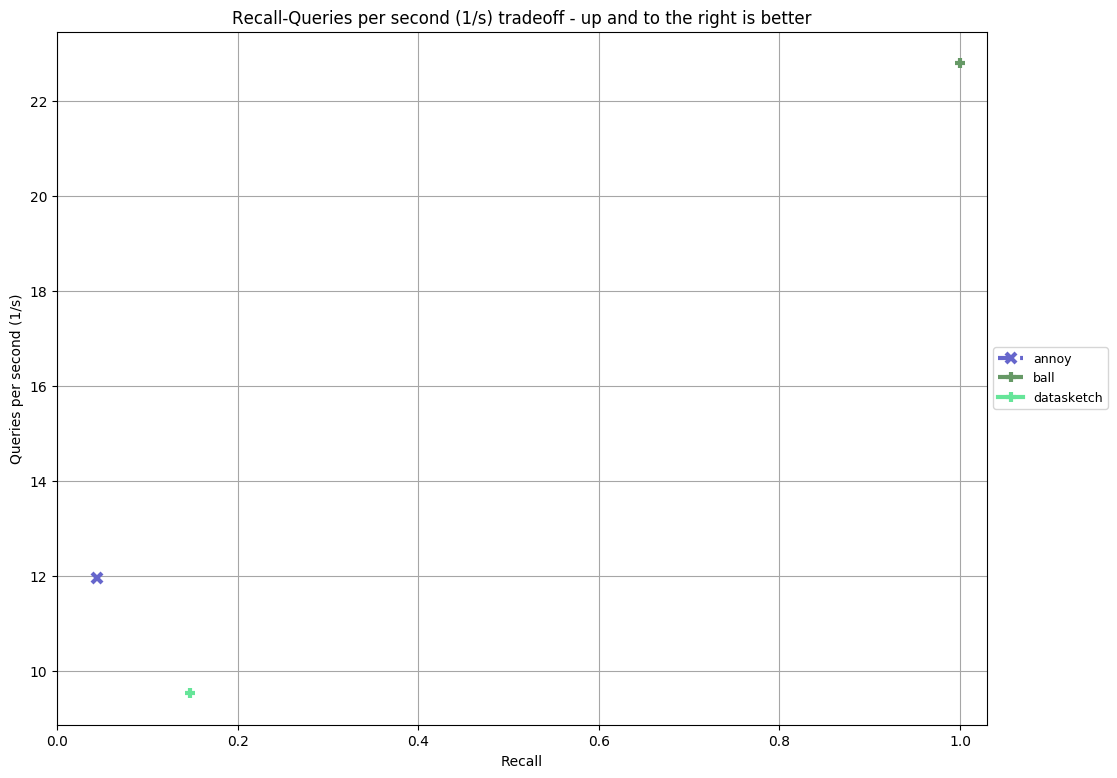 Recall-Queries per second (1/s) tradeoff - up and to the right is better
Queries per second (1/s)
22
20
18
16
14
12
10
0.0 0.2 0.4 0.6 0.8 1.0
Recall
annoy
ball
datasketch